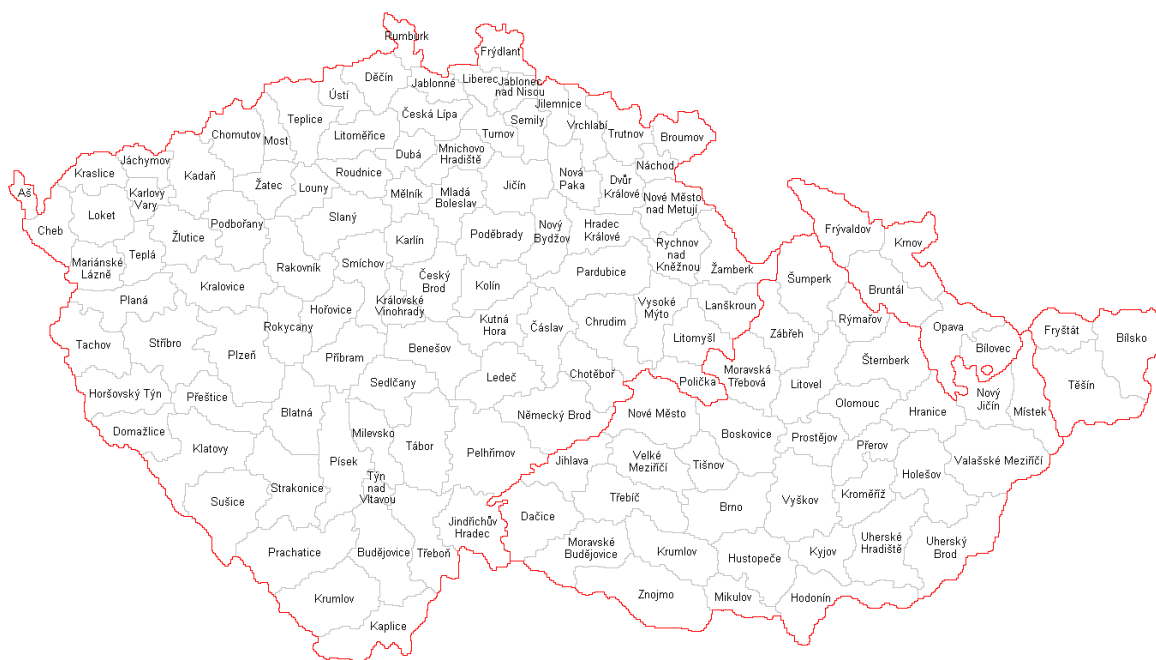 Rumburk
Frýdlant
Děčín
Jablonné
Liberec
Jablonec
nad Nisou
Ústí
Jilemnice
Teplice
Česká Lípa
Semily
Vrchlabí
Chomutov
Most
Litoměřice
Turnov
Trutnov
Broumov
Dubá
Mnichovo
Hradiště
Jáchymov
Kraslice
Kadaň
Roudnice
Nová
Paka
Náchod
Aš
Karlovy
Vary
Žatec
Louny
Mělník
Mladá
Boleslav
Jičín
Dvůr
Králové
Nové Město
nad Metují
Loket
Slaný
Cheb
Žlutice
Podbořany
Karlín
Poděbrady
Nový
Bydžov
Hradec
Králové
Frývaldov
Krnov
Mariánské
Lázně
Teplá
Rakovník
Smíchov
Rychnov
nad
Kněžnou
Žamberk
Český
Brod
Kolín
Pardubice
Šumperk
Kralovice
Bruntál
Planá
Hořovice
Královské
Vinohrady
Vysoké
Mýto
Lanškroun
Rokycany
Kutná
Hora
Čáslav
Chrudim
Rýmařov
Tachov
Stříbro
Plzeň
Benešov
Litomyšl
Zábřeh
Opava
Fryštát
Bílsko
Bílovec
Příbram
Šternberk
Horšovský Týn
Přeštice
Sedlčany
Ledeč
Chotěboř
Polička
Moravská
Třebová
Litovel
Těšín
Blatná
Německý Brod
Nové Město
Olomouc
Hranice
Nový
Jičín
Místek
Domažlice
Klatovy
Milevsko
Tábor
Pelhřimov
Boskovice
Prostějov
Přerov
Písek
Jihlava
Velké
Meziříčí
Tišnov
Valašské Meziříčí
Sušice
Strakonice
Týn
nad
Vltavou
Třebíč
Brno
Vyškov
Kroměříž
Holešov
Jindřichův
Hradec
Dačice
Prachatice
Budějovice
Třeboň
Moravské
Budějovice
Krumlov
Hustopeče
Kyjov
Uherské
Hradiště
Uherský
Brod
Krumlov
Znojmo
Mikulov
Hodonín
Kaplice